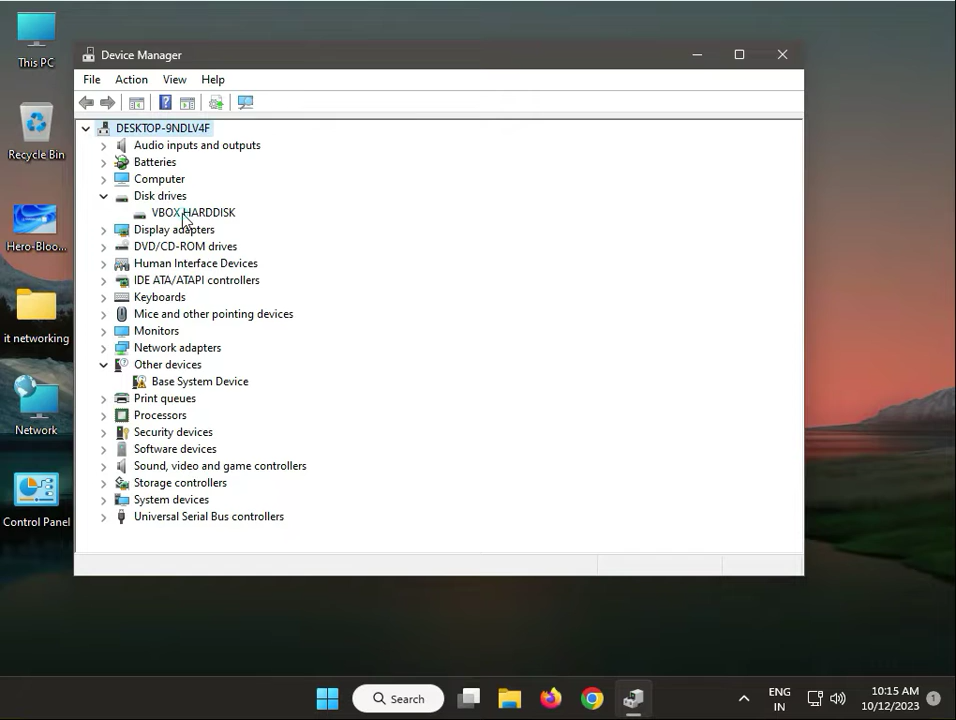 This PC
Recycle Bin
Hero-Bloo...
it networking
Network
Control Panel
Device Manager
File Action View Help
DESKTOP-9NDLV4F
Audio inputs and outputs
Batteries
Computer
Disk drives
VBOX HARDDISK
Display adapters
DVD/CD-ROM drives
Human Interface Devices
IDE ATA/ATAPI controllers
Keyboards
Mice and other pointing devices
Monitors
Network adapters
Other devices
Base System Device
Print queues
Processors
Security devices
Software devices
Sound, video and game controllers
Storage controllers
System devices
Universal Serial Bus controllers
Search
ENG
IN
10:15 AM
10/12/2023
1